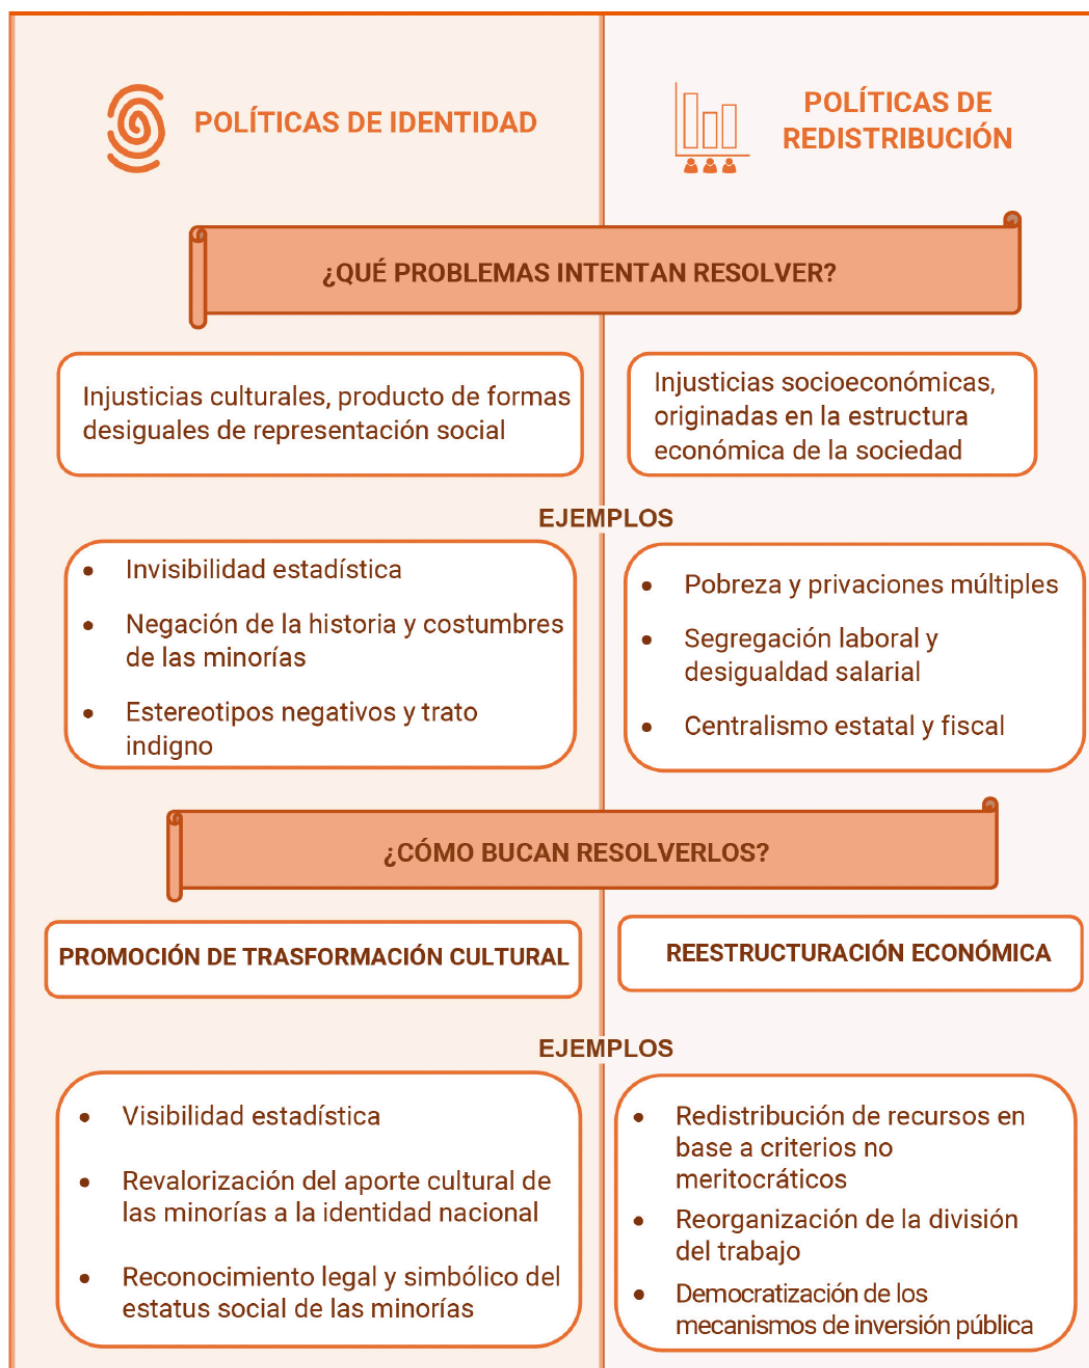 POLÍTICAS DE IDENTIDAD
POLÍTICAS DE
REDISTRIBUCIÓN
¿QUÉ PROBLEMAS INTENTAN RESOLVER?
Injusticias culturales, producto de formas
desiguales de representación social
Injusticias socioeconómicas,
originadas en la estructura
económica de la sociedad
EJEMPLOS
• Invisibilidad estadística
• Negación de la historia y costumbres
de las minorías
• Estereotipos negativos y trato
indigno
• Pobreza y privaciones múltiples
• Segregación laboral y
desigualdad salarial
• Centralismo estatal y fiscal
¿CÓMO BUCAN RESOLVERLOS?
PROMOCIÓN DE TRASFORMACIÓN CULTURAL
REESTRUCTURACIÓN ECONÓMICA
EJEMPLOS
• Visibilidad estadística
• Revalorización del aporte cultural de
las minorías a la identidad nacional
• Reconocimiento legal y simbólico del
estatus social de las minorías
• Redistribución de recursos en
base a criterios no
meritocráticos
• Reorganización de la división
del trabajo
• Democratización de los
mecanismos de inversión pública